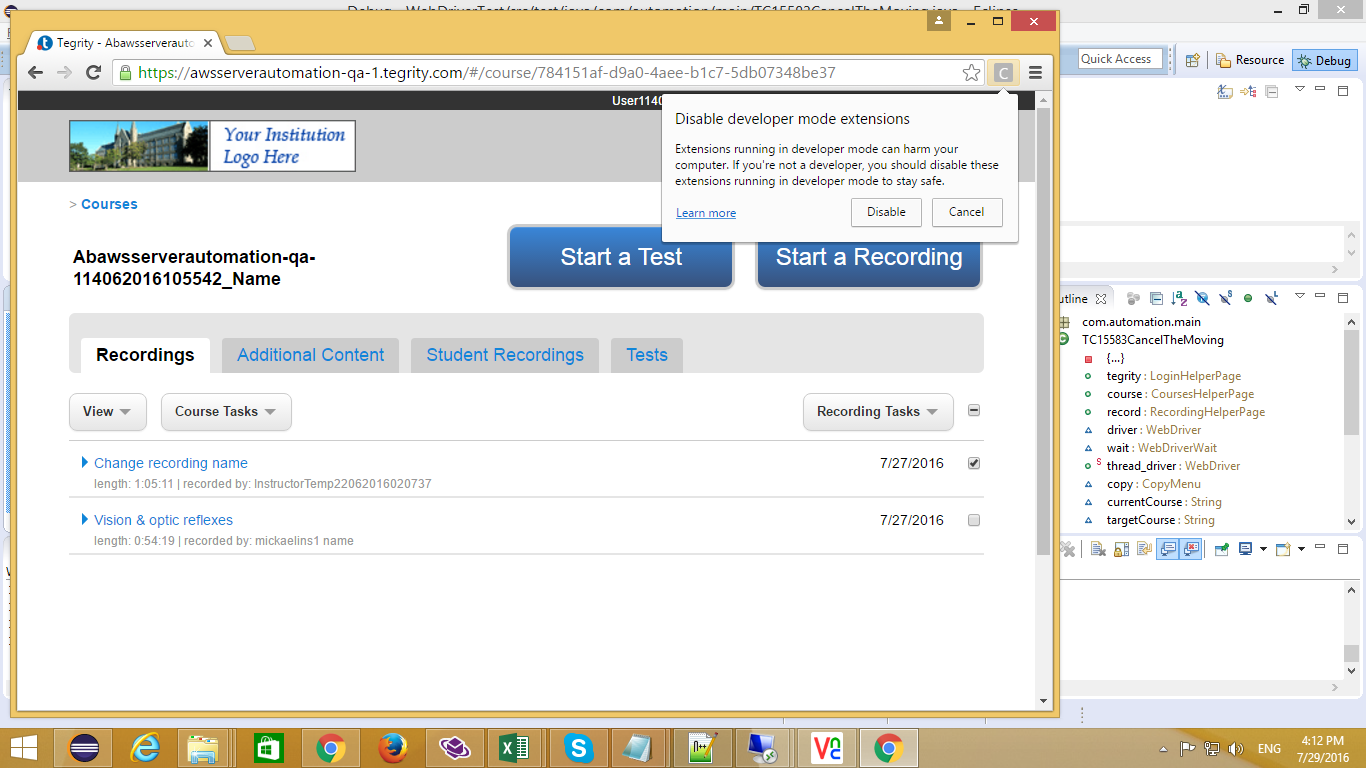 Tegrity - Abawsserverauto
https://awsserverautomation-qa-1.tegrity.com/#/course/784151af-d9a0-4aee-b1c7-5db07348be37
C
Quick Access
Resource
Debug
User1140
Disable developer mode extensions
Extensions running in developer mode can harm your
computer. If you're not a developer, you should disable these
extensions running in developer mode to stay safe.
Learn more
Disable
Cancel
Your Institution
Logo Here
> Courses
Abawsserverautomation-qa-
114062016105542_Name
Start a Test
Start a Recording
Recordings
Additional Content
Student Recordings
Tests
View
Course Tasks
Recording Tasks
Change recording name
7/27/2016
length: 1:05:11 | recorded by: InstructorTemp22062016020737
Vision & optic reflexes
7/27/2016
length: 0:54:19 | recorded by: mickaelins1 name
utline
com.automation.main
TC15583CancelTheMoving
{...}
tegrity : LoginHelperPage
course : CoursesHelperPage
record : RecordingHelperPage
driver : WebDriver
wait : WebDriverWait
thread_driver : WebDriver
copy : CopyMenu
currentCourse : String
targetCourse : String
ENG
4:12 PM
7/29/2016